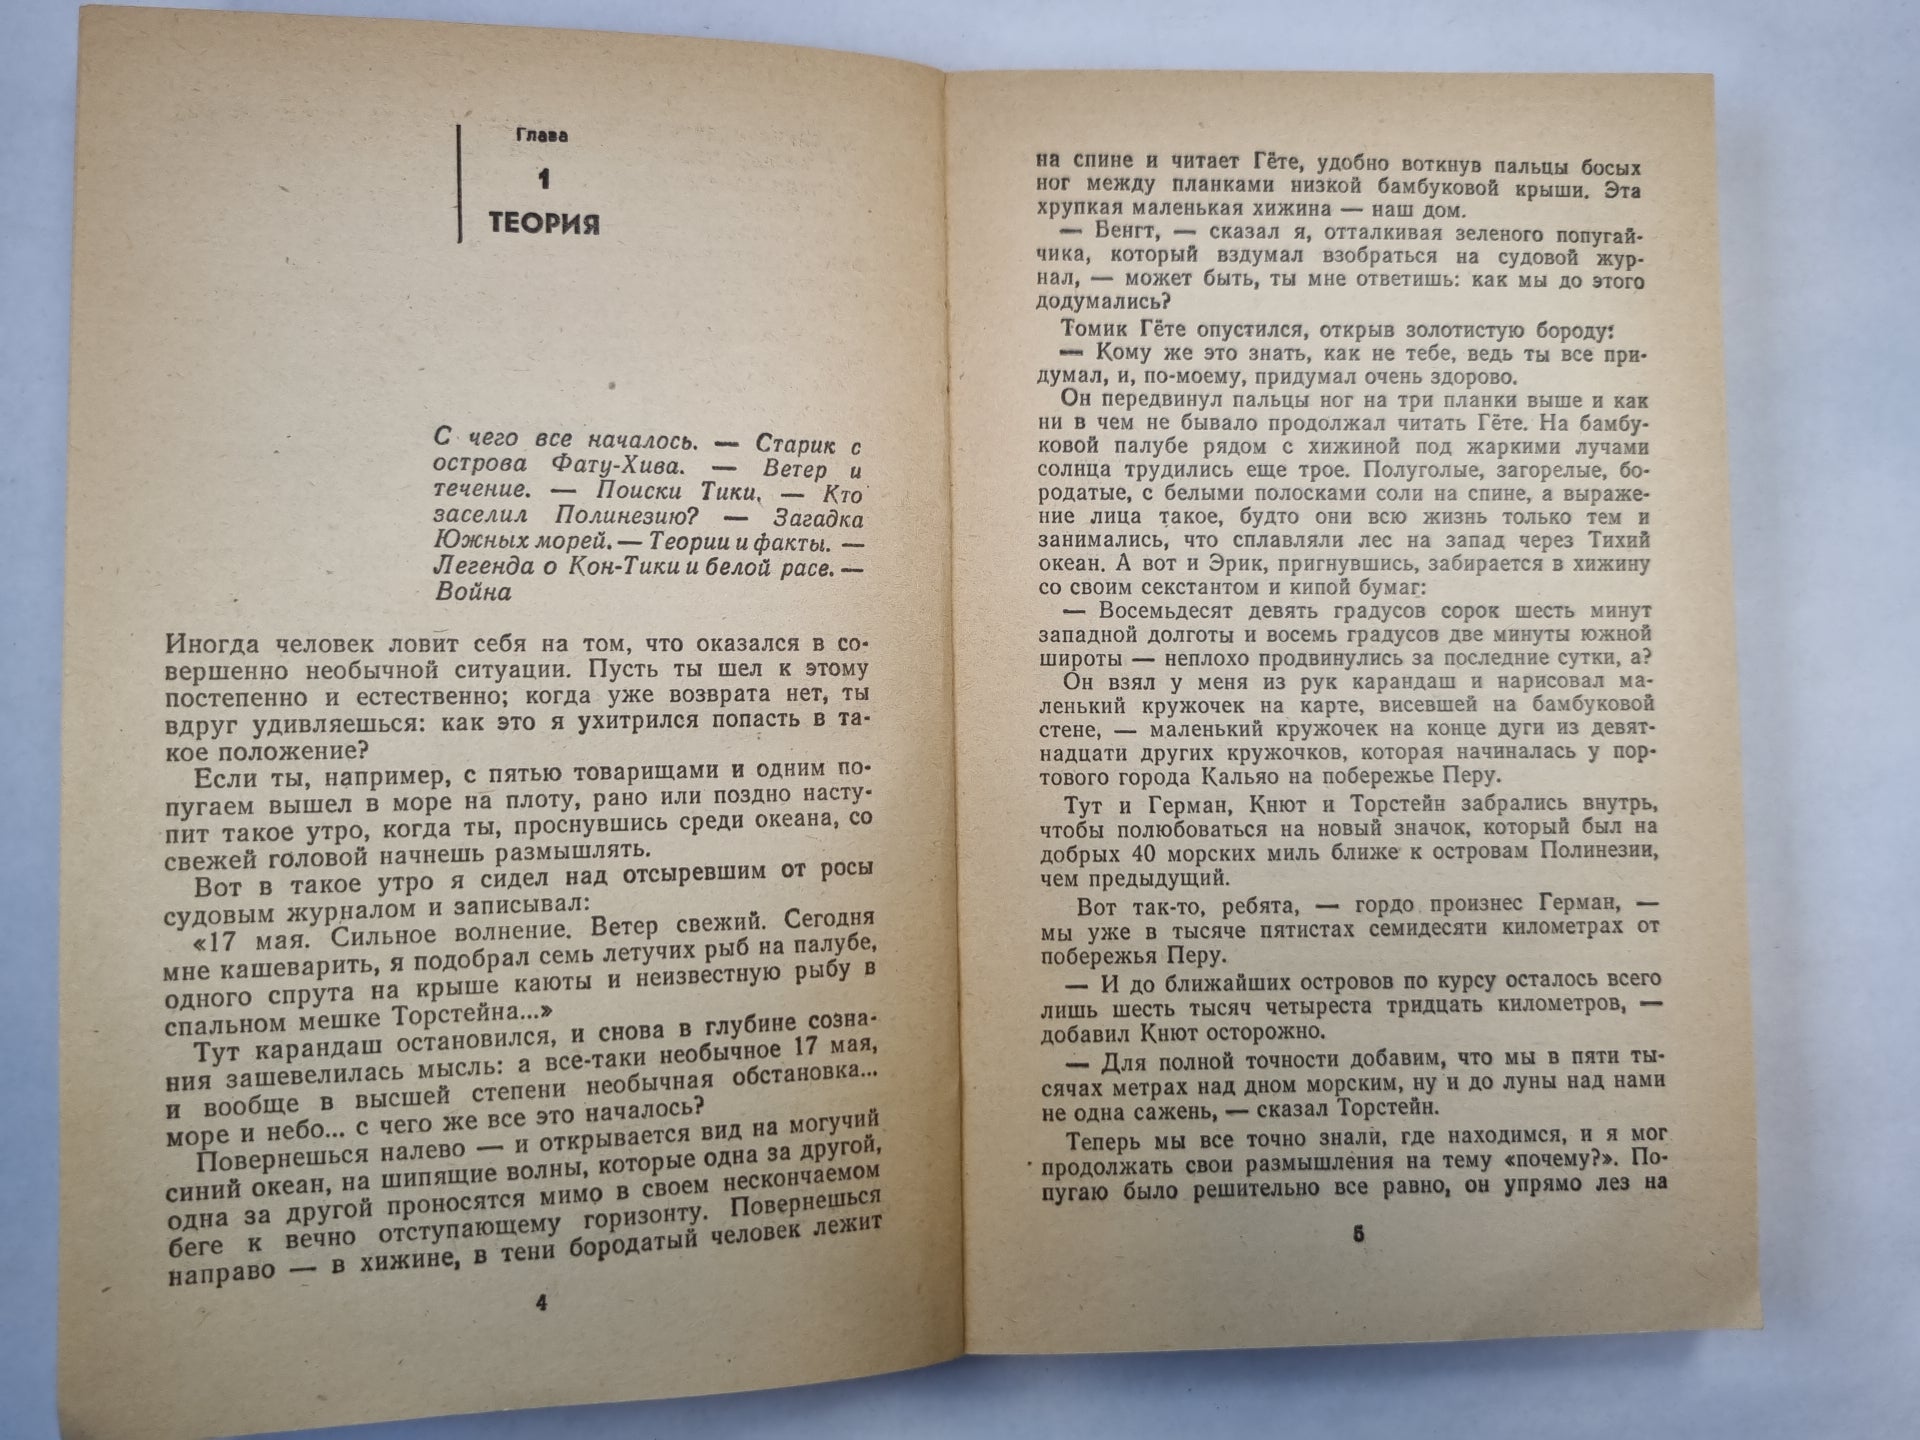 Глава
1
ТЕОРИЯ
С чего все началось. — Старик с
острова Фату-Хива. — Ветер и
течение. — Поиски Тики. — Кто
заселил Полинезию? — Загадка
Южных морей. — Теории и факты. —
Легенда о Кон-Тики и белой расе. —
Война
Иногда человек ловит себя на том, что оказался в со-
вершенно необычной ситуации. Пусть ты шел к этому
постепенно и естественно; когда уже возврата нет, ты
вдруг удивляешься: как это я ухитрился попасть в та-
кое положение?
Если ты, например, с пятью товарищами и одним по-
пугаем вышел в море на плоту, рано или поздно насту-
пит такое утро, когда ты, проснувшись среди океана, со
свежей головой начнешь размышлять.
Вот в такое утро я сидел над отсыревшим от росы
судовым журналом и записывал:
«17 мая. Сильное волнение. Ветер свежий. Сегодня
мне кашеварить, я подобрал семь летучих рыб на палубе,
одного спрута на крыше каюты и неизвестную рыбу в
спальном мешке Торстейна...»
Тут карандаш остановился, и снова в глубине созна-
ния зашевелилась мысль: а все-таки необычное 17 мая,
и вообще в высшей степени необычная обстановка...
море и небо... с чего же все это началось?
Повернешься налево — и открывается вид на могучий
синий океан, на шипящие волны, которые одна за другой,
одна за другой проносятся мимо в своем нескончаемом
беге к вечно отступающему горизонту. Повернешься
направо — в хижине, в тени бородатый человек лежит
4
на спине и читает Гёте, удобно воткнув пальцы босых
ног между планками низкой бамбуковой крыши. Эта
хрупкая маленькая хижина — наш дом.
— Бенгт, — сказал я, отталкивая зеленого попугай-
чика, который вздумал взобраться на судовой жур-
нал, — может быть, ты мне ответишь: как мы до этого
додумались?
Томик Гёте опустился, открыв золотистую бороду:
— Кому же это знать, как не тебе, ведь ты все при-
думал, и, по-моему, придумал очень здорово.
Он передвинул пальцы ног на три планки выше и как
ни в чем не бывало продолжал читать Гёте. На бамбу-
ковой палубе рядом с хижиной под жаркими лучами
солнца трудились еще трое. Полуголые, загорелые, бо-
родатые, с белыми полосками соли на спине, а выраже-
ние лица такое, будто они всю жизнь только тем и
занимались, что сплавляли лес на запад через Тихий
океан. А вот и Эрик, пригнувшись, забирается в хижину
со своим секстантом и кипой бумаг:
— Восемьдесят девять градусов сорок шесть минут
западной долготы и восемь градусов две минуты южной
широты — неплохо продвинулись за последние сутки, а?
Он взял у меня из рук карандаш и нарисовал ма-
ленький кружочек на карте, висевшей на бамбуковой
стене, — маленький кружочек на конце дуги из девят-
надцати других кружочков, которая начиналась у пор-
тового города Кальяо на побережье Перу.
Тут и Герман, Кнют и Торстейн забрались внутрь,
чтобы полюбоваться на новый значок, который был на
добрых 40 морских миль ближе к островам Полинезии,
чем предыдущий.
Вот так-то, ребята, — гордо произнес Герман, —
мы уже в тысяче пятистах семидесяти километрах от
побережья Перу.
— И до ближайших островов по курсу осталось всего
лишь шесть тысяч четыреста тридцать километров, —
добавил Кнют осторожно.
— Для полной точности добавим, что мы в пяти ты-
сячах метрах над дном морским, ну и до луны над нами
не одна сажень, — сказал Торстейн.
Теперь мы все точно знали, где находимся, и я мог
продолжать свои размышления на тему «почему?». По-
пугаю было решительно все равно, он упрямо лез на
5